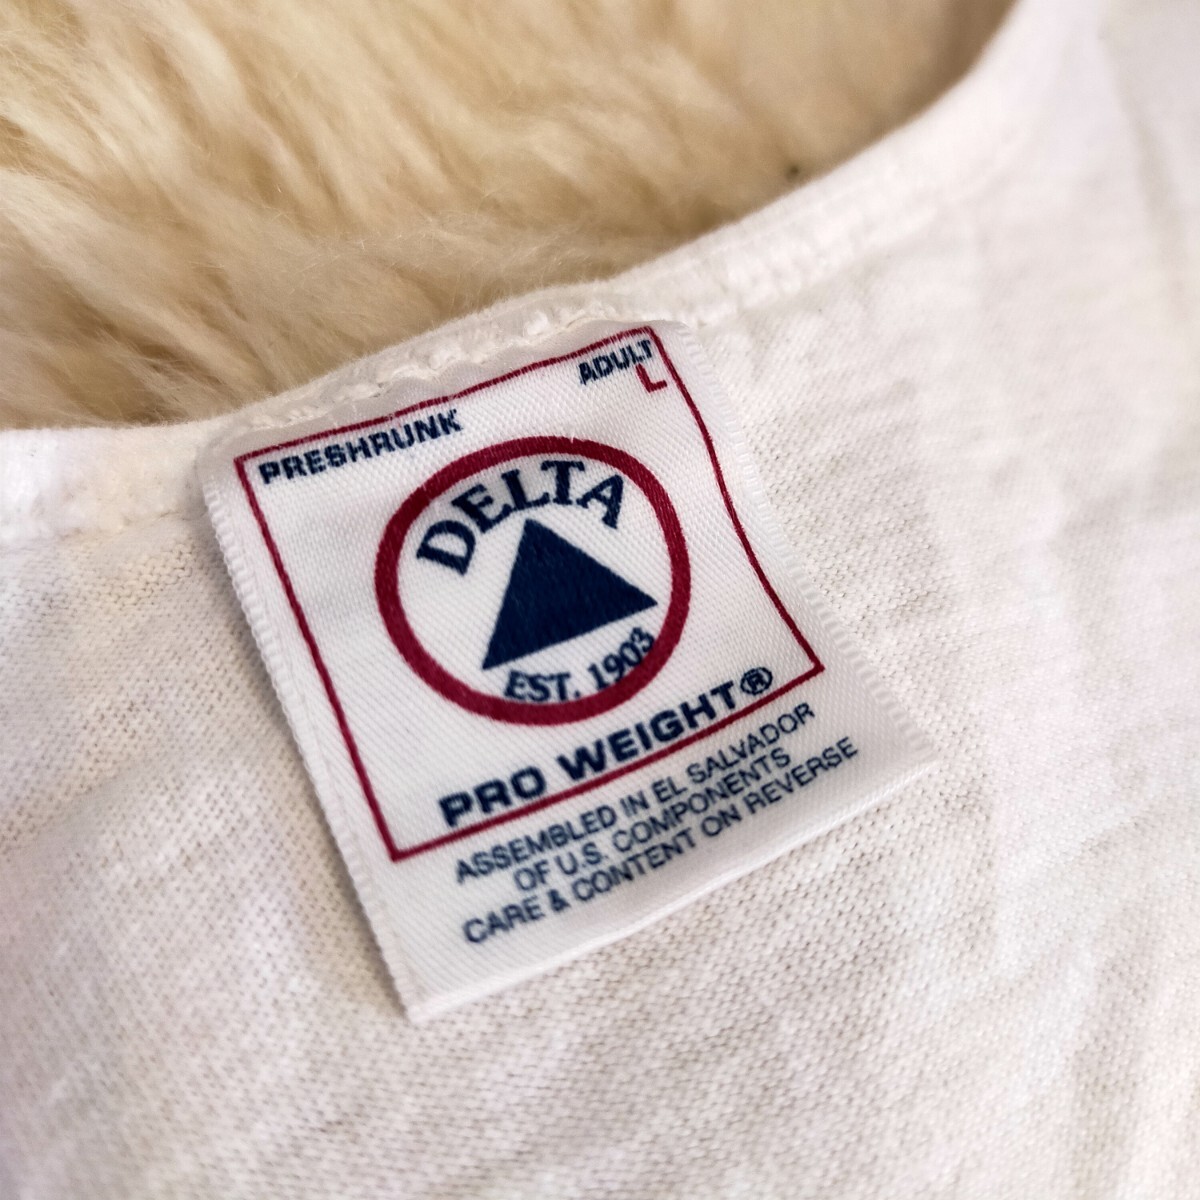 PRESHRUNK
ADULT
L
DELTA
EST. 1903
PRO WEIGHT®
ASSEMBLED IN EL SALVADOR
OF U.S. COMPONENTS
CARE & CONTENT ON REVERSE